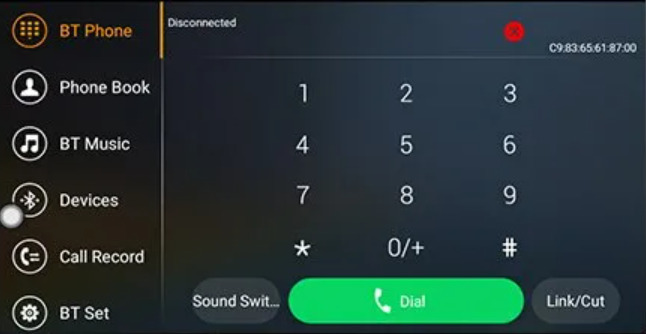 BT Phone
Phone Book
BT Music
Devices
Call Record
BT Set
Disconnected
C9:83:65:61:87:00
1 2 3
4 5 6
7 8 9
* 0/+ #
Sound Swit... Dial Link/Cut